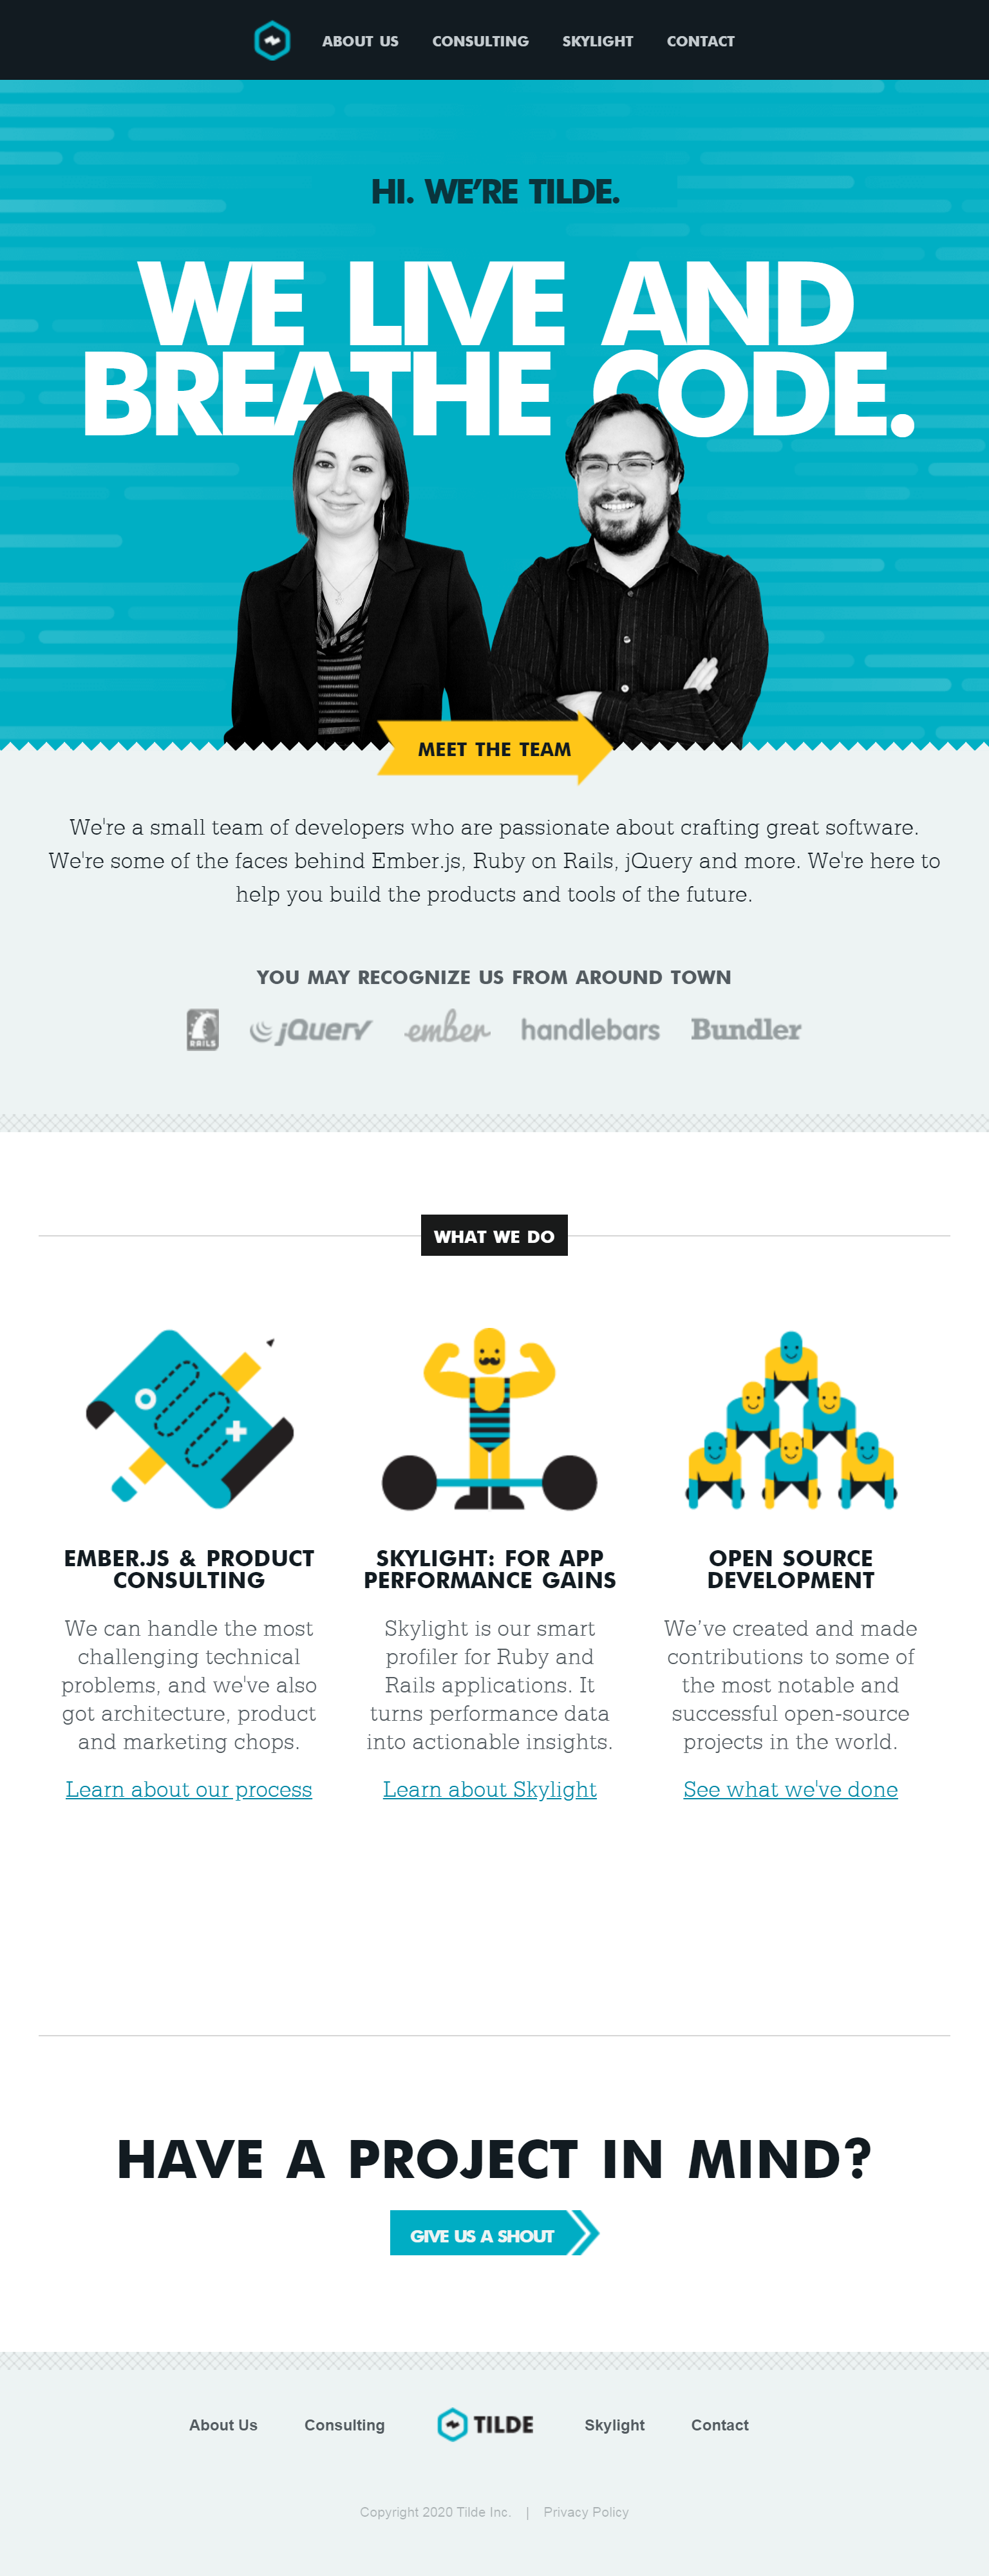 ABOUT US CONSULTING SKYLIGHT CONTACT
HI. WE’RE TILDE.
WE LIVE AND
BREATHE CODE.
MEET THE TEAM
We're a small team of developers who are passionate about crafting great software.
We're some of the faces behind Ember.js, Ruby on Rails, jQuery and more. We're here to
help you build the products and tools of the future.
YOU MAY RECOGNIZE US FROM AROUND TOWN
RAILS jQuery ember handlebars Bundler
WHAT WE DO
EMBER.JS & PRODUCT
CONSULTING
We can handle the most
challenging technical
problems, and we've also
got architecture, product
and marketing chops.
Learn about our process
SKYLIGHT: FOR APP
PERFORMANCE GAINS
Skylight is our smart
profiler for Ruby and
Rails applications. It
turns performance data
into actionable insights.
Learn about Skylight
OPEN SOURCE
DEVELOPMENT
We’ve created and made
contributions to some of
the most notable and
successful open-source
projects in the world.
See what we've done
HAVE A PROJECT IN MIND?
GIVE US A SHOUT
About Us Consulting TILDE Skylight Contact
Copyright 2020 Tilde Inc. | Privacy Policy